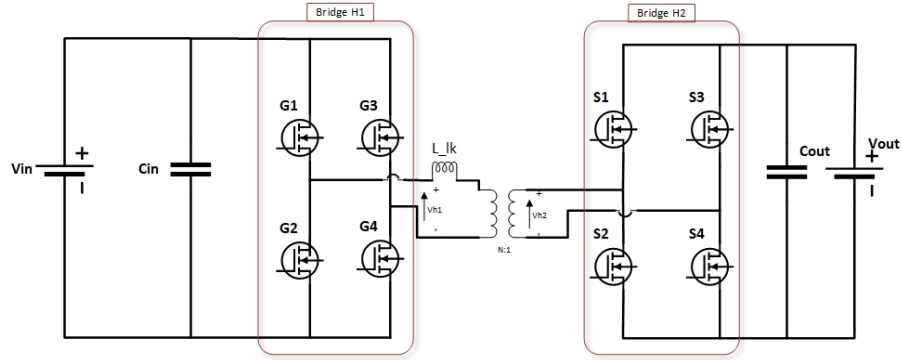 Bridge H1
Bridge H2
G1
G3
S1
S3
L_lk
Vin
+
-
Cin
+
Vh1
-
+
Vh2
-
N:1
Cout
Vout
+
-
G2
G4
S2
S4